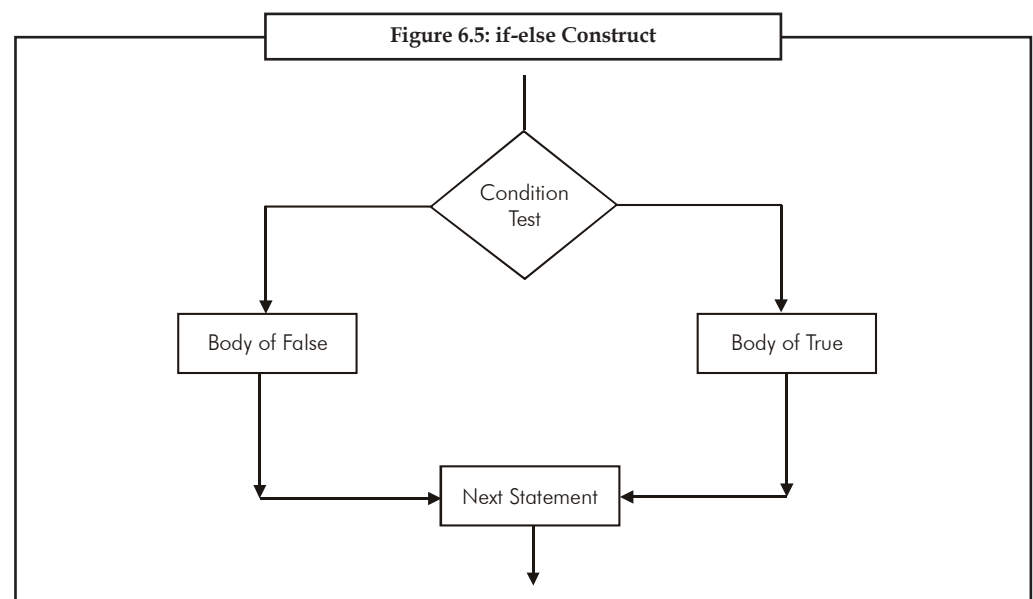 Figure 6.5: if-else Construct
Condition
Test
Body of False
Body of True
Next Statement